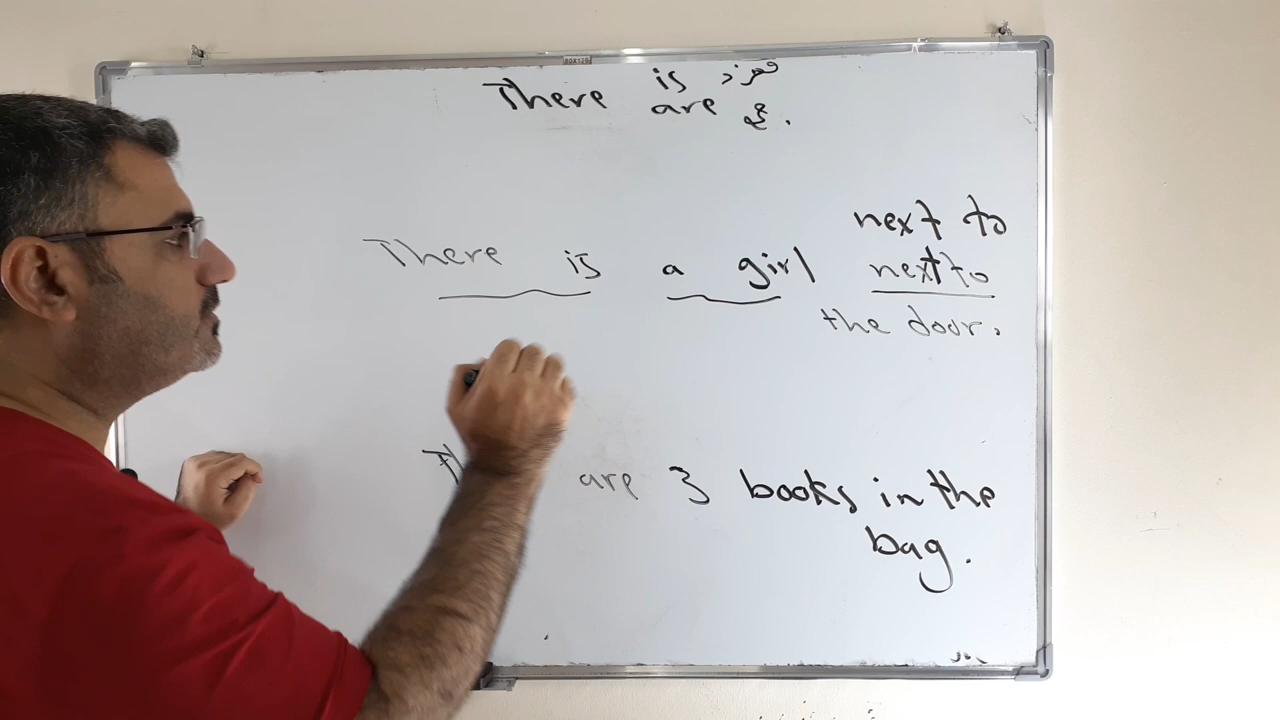 There is مفرد
are جمع.
There is a girl next to
next to
the door.
are 3 books in the
bag.